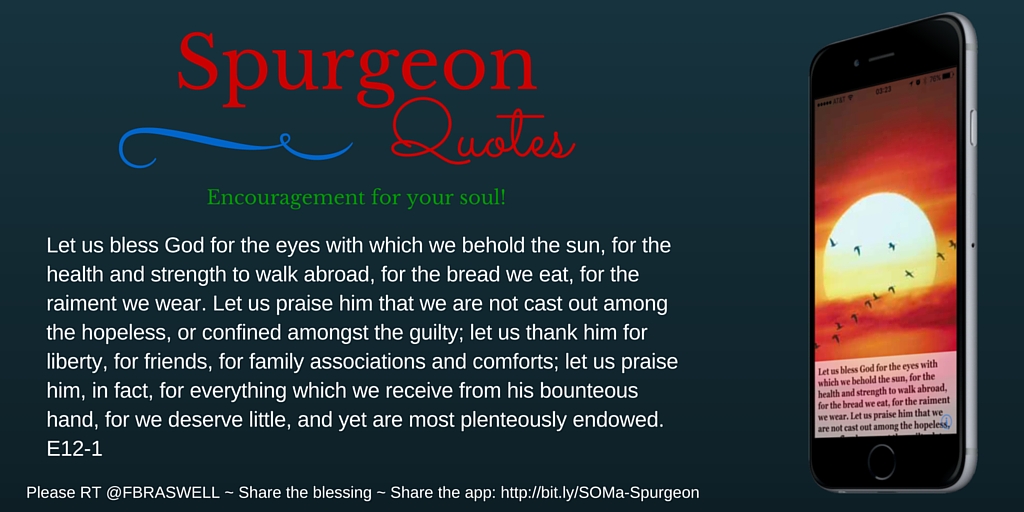 Spurgeon
Quotes
Encouragement for your soul!
Let us bless God for the eyes with which we behold the sun, for the
health and strength to walk abroad, for the bread we eat, for the
raiment we wear. Let us praise him that we are not cast out among
the hopeless, or confined amongst the guilty; let us thank him for
liberty, for friends, for family associations and comforts; let us praise
him, in fact, for everything which we receive from his bounteous
hand, for we deserve little, and yet are most plenteously endowed.
E12-1
Please RT @FBRASWELL ~ Share the blessing ~ Share the app: http://bit.ly/SOMa-Spurgeon
AT&T 03:23 76%
Let us bless God for the eyes with
which we behold the sun, for the
health and strength to walk abroad,
for the bread we eat, for the raiment
we wear. Let us praise him that we
are not cast out among the hopeless,